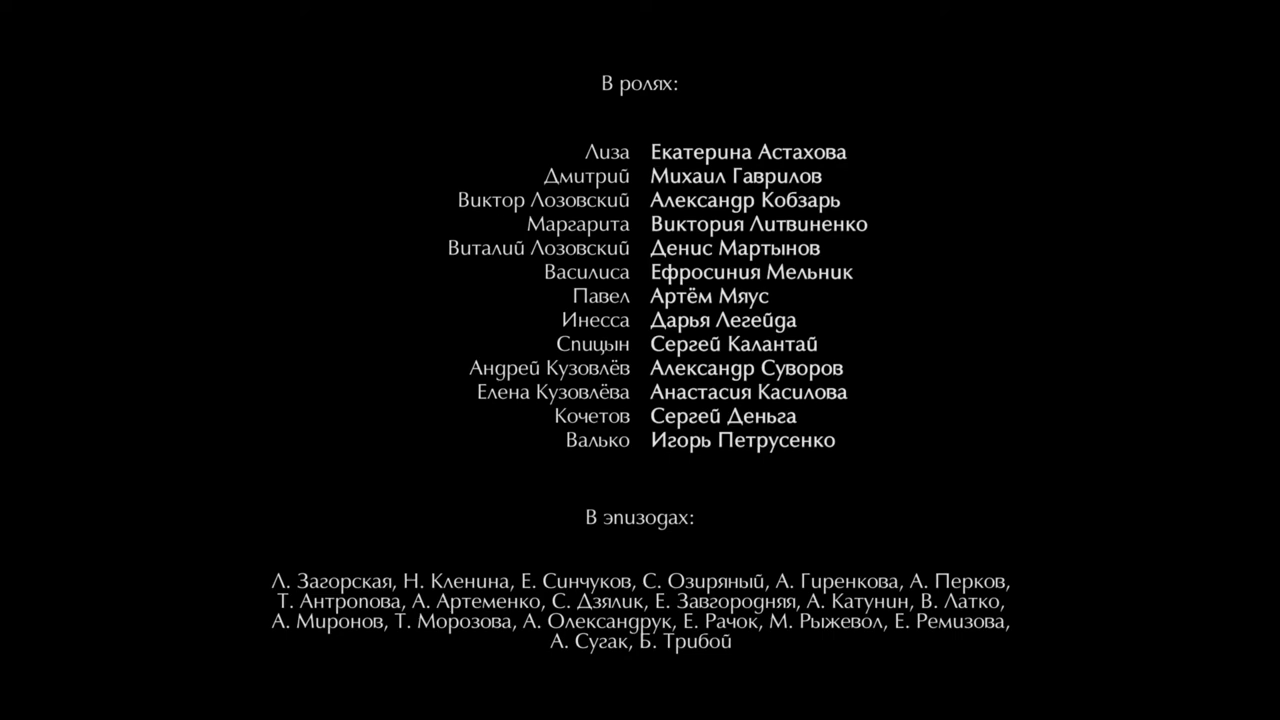 В ролях:
Лиза Екатерина Астахова
Дмитрий Михаил Гаврилов
Виктор Лозовский Александр Кобзарь
Маргарита Виктория Литвиненко
Виталий Лозовский Денис Мартынов
Василиса Ефросиния Мельник
Павел Артём Мяус
Инесса Дарья Легейда
Спицын Сергей Калантай
Андрей Кузовлёв Александр Суворов
Елена Кузовлёва Анастасия Касилова
Кочетов Сергей Деньга
Валько Игорь Петрусенко
В эпизодах:
Л. Загорская, Н. Кленина, Е. Синчуков, С. Озиряный, А. Гиренкова, А. Перков,
Т. Антропова, А. Артеменко, С. Дзялик, Е. Завгородняя, А. Катунин, В. Латко,
А. Миронов, Т. Морозова, А. Олександрук, Е. Рачок, М. Рыжевол, Е. Ремизова,
А. Сугак, Б. Трибой